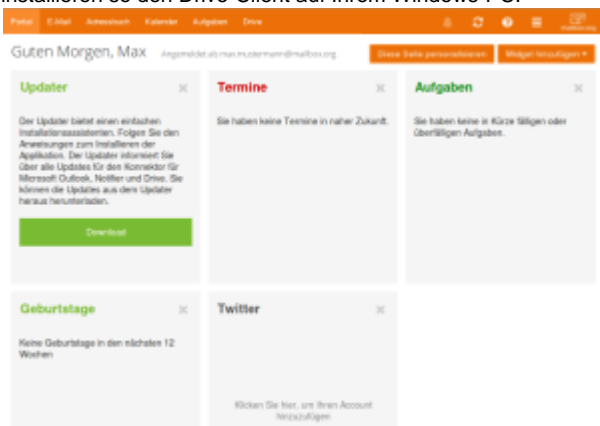 installieren es den Drive Client auf Ihrem Windows PC.
Portal E-Mail Adressbuch Kalender Aufgaben Drive
mailbox.org
Guten Morgen, Max Angemeldet als max.mustermann@mailbox.org
Diese Seite personalisieren Widget hinzufügen
Updater
Der Updater bietet einen einfachen
Installationsassistenten. Folgen Sie den
Anweisungen zum Installieren der
Applikation. Der Updater informiert Sie
über alle Updates für den Konnektor für
Microsoft Outlook, Notifier und Drive. Sie
können die Updates aus dem Updater
heraus herunterladen.
Download
Termine
Sie haben keine Termine in naher Zukunft.
Aufgaben
Sie haben keine in Kürze fälligen oder
überfälligen Aufgaben.
Geburtstage
Keine Geburtstage in den nächsten 12
Wochen
Twitter
Klicken Sie hier, um Ihren Account
hinzuzufügen